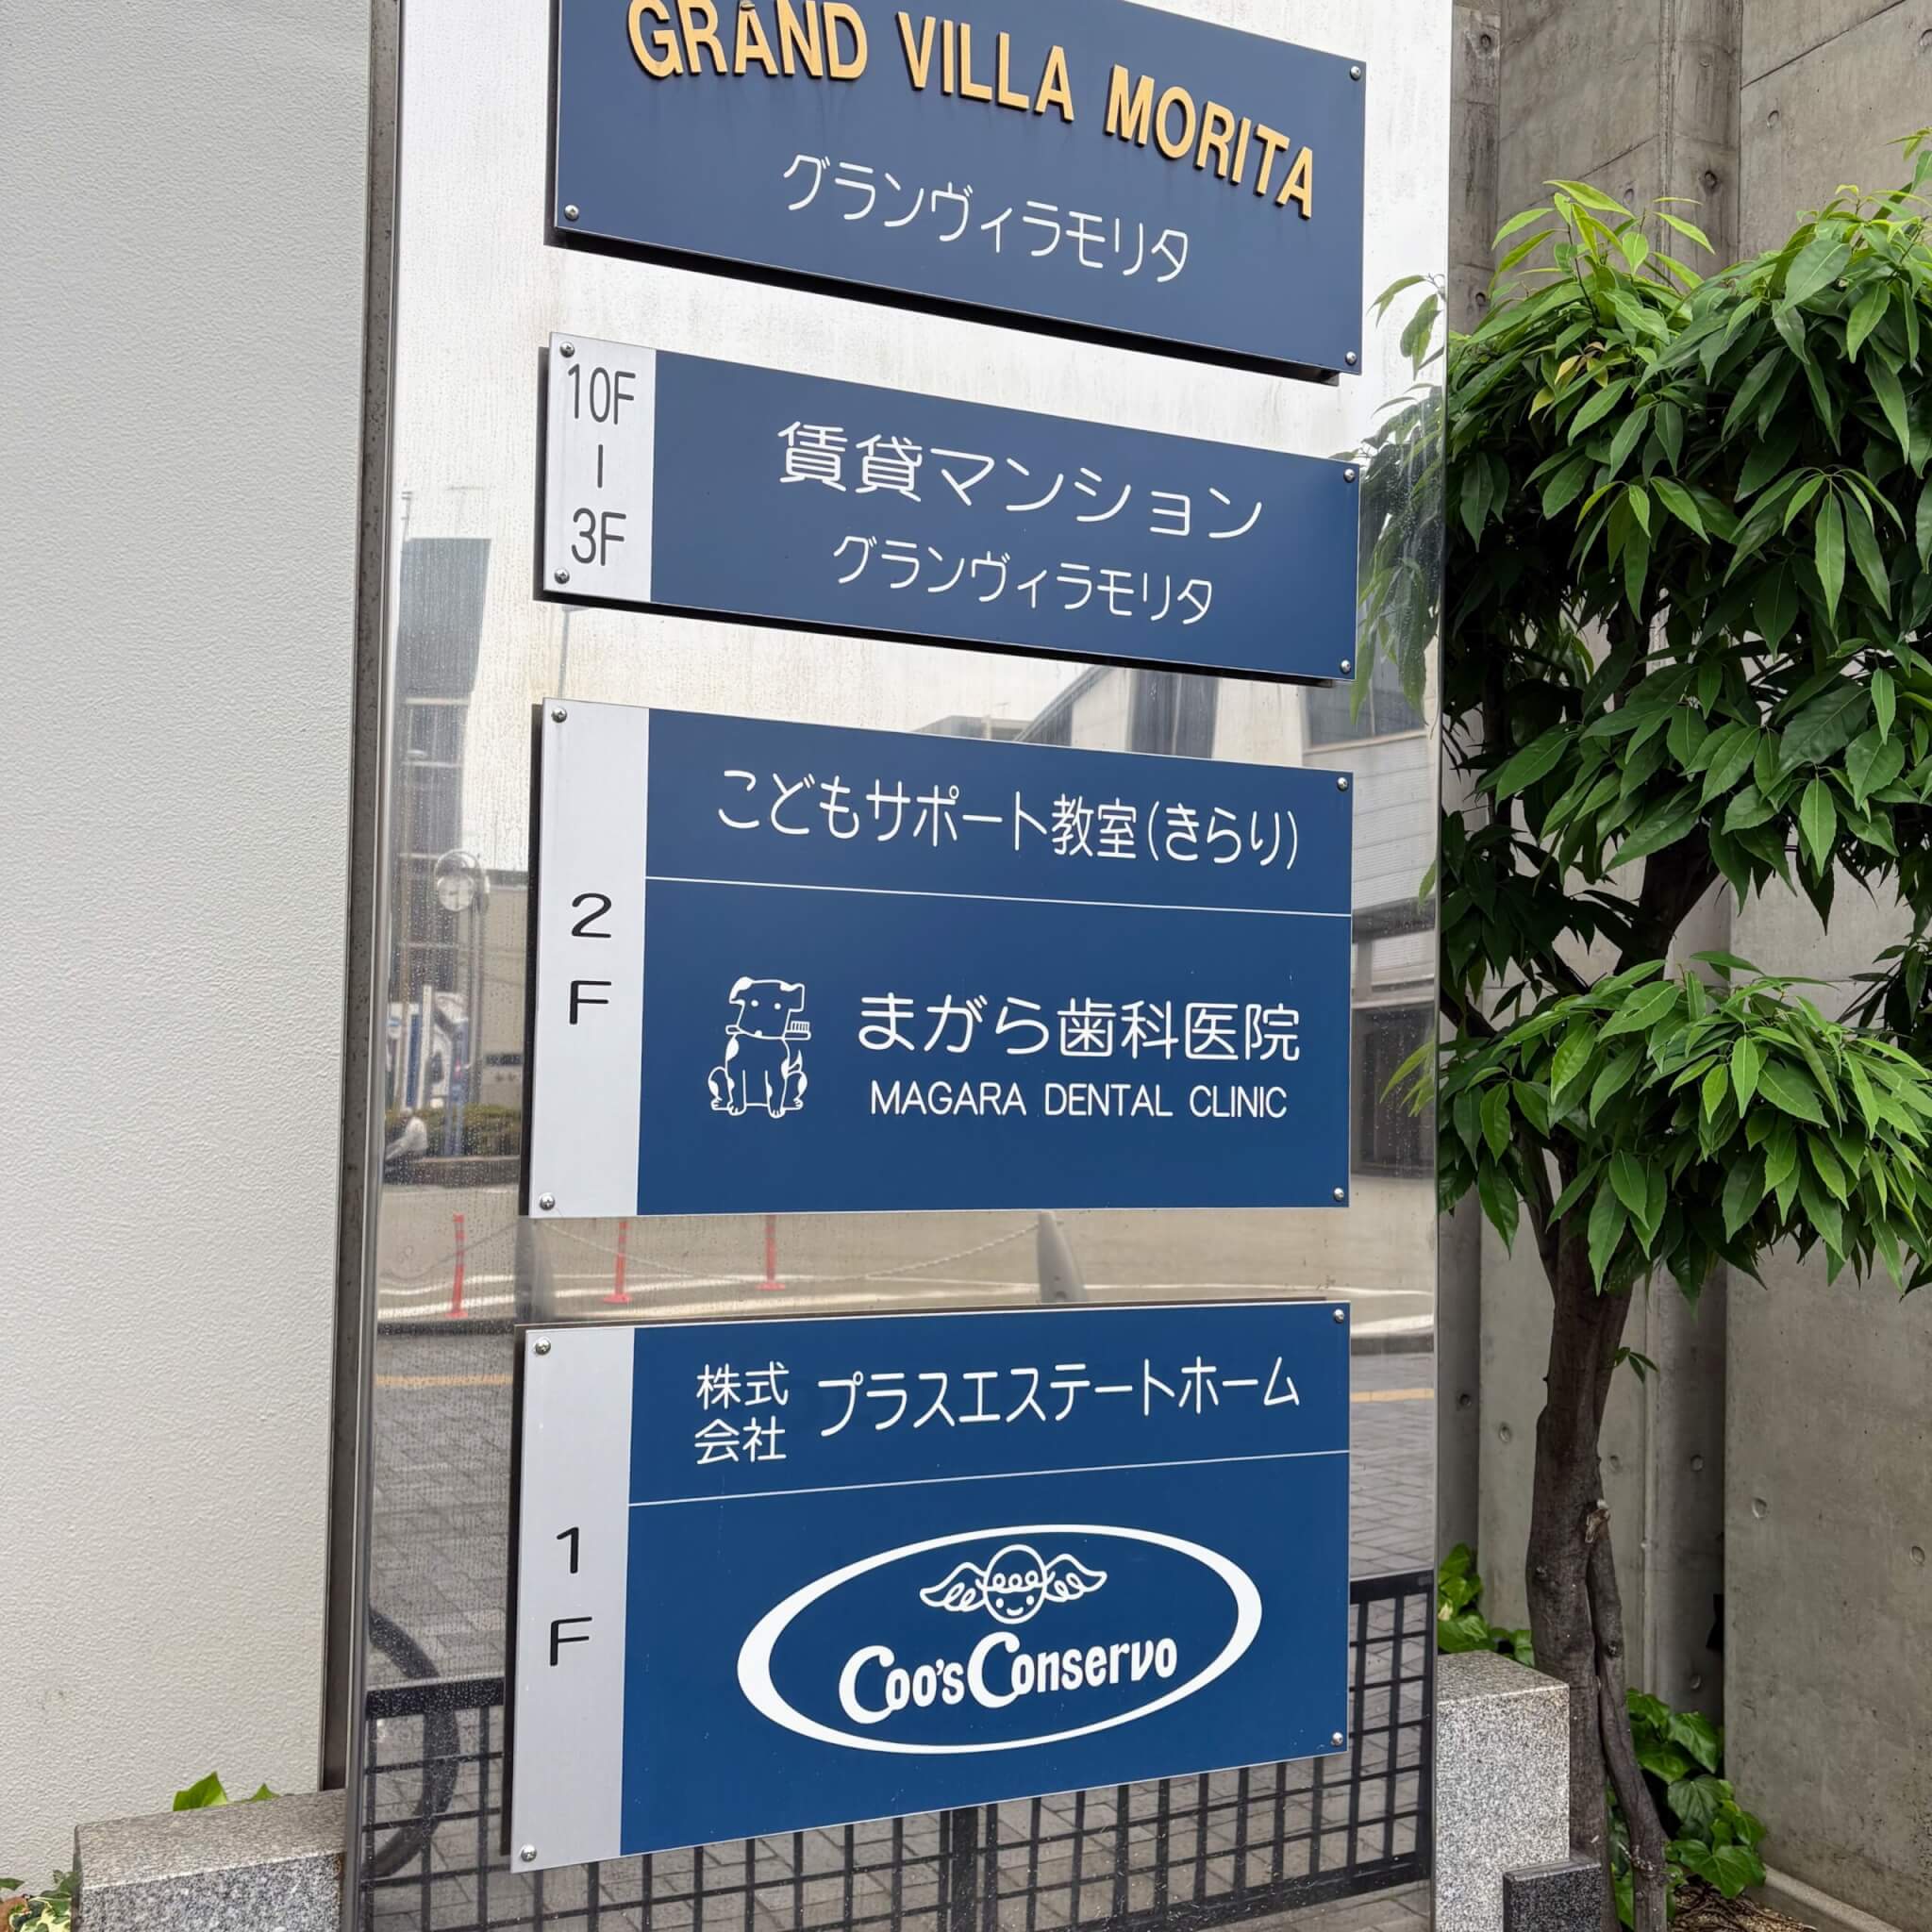 GRAND VILLA MORITA
グランヴィラモリタ
10F
|
3F
賃貸マンション
グランヴィラモリタ
2
F
こどもサポート教室(きらり)
まがら歯科医院
MAGARA DENTAL CLINIC
1
F
株式
会社
プラスエステートホーム
Coo's Conservo